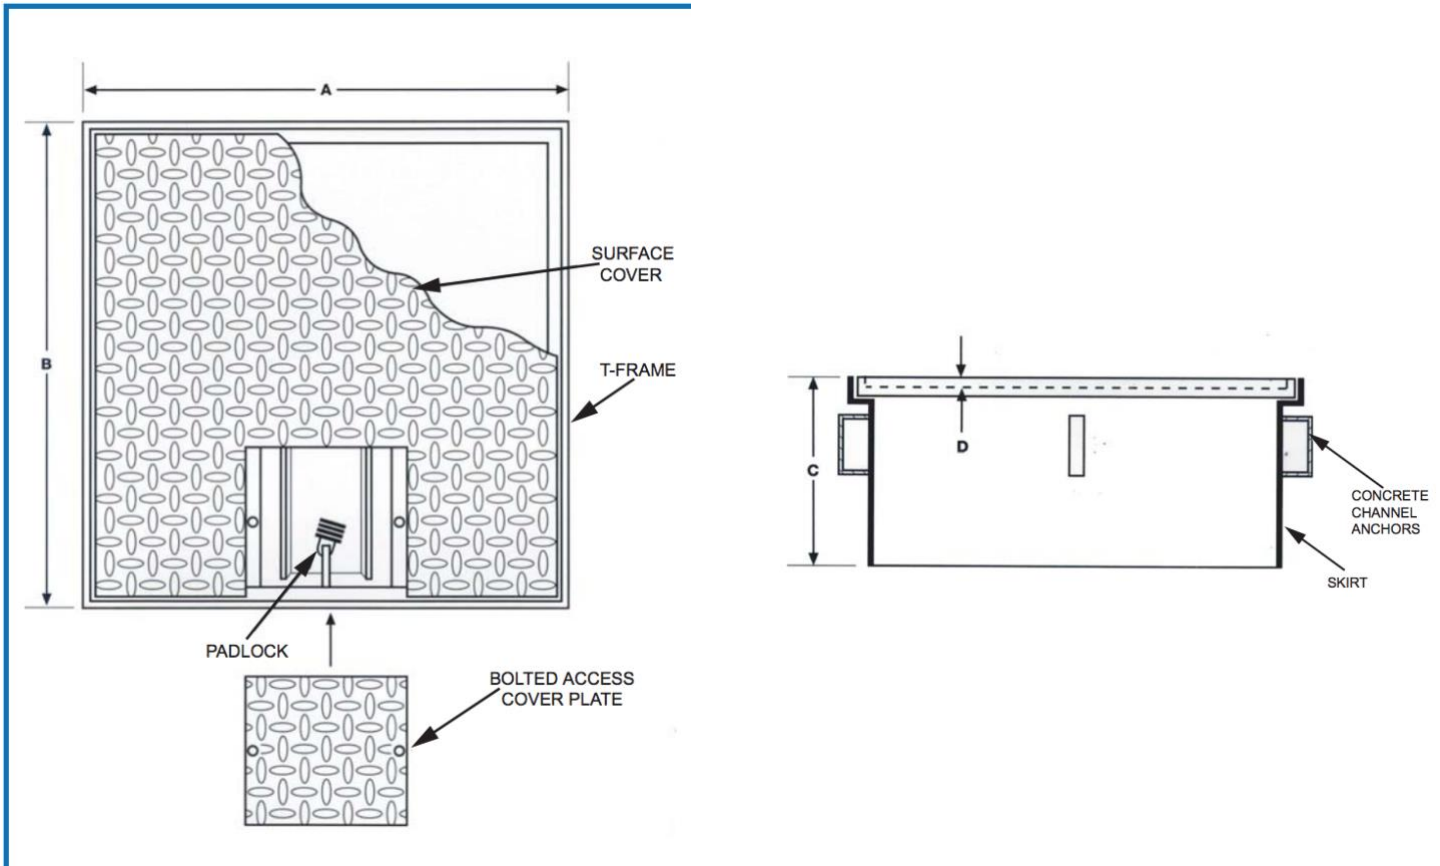 A
B
SURFACE
COVER
T-FRAME
PADLOCK
BOLTED ACCESS
COVER PLATE
D
C
CONCRETE
CHANNEL
ANCHORS
SKIRT